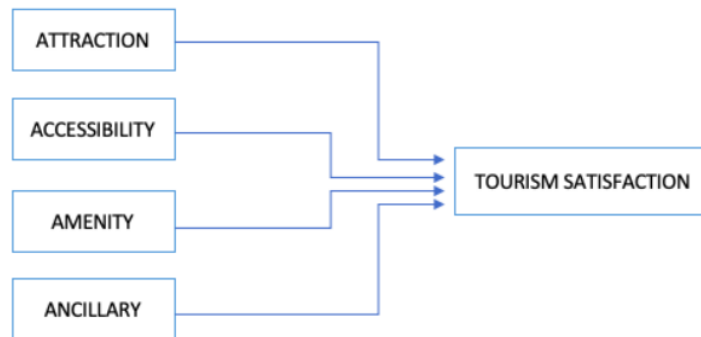 ATTRACTION
ACCESSIBILITY
AMENITY
ANCILLARY
TOURISM SATISFACTION